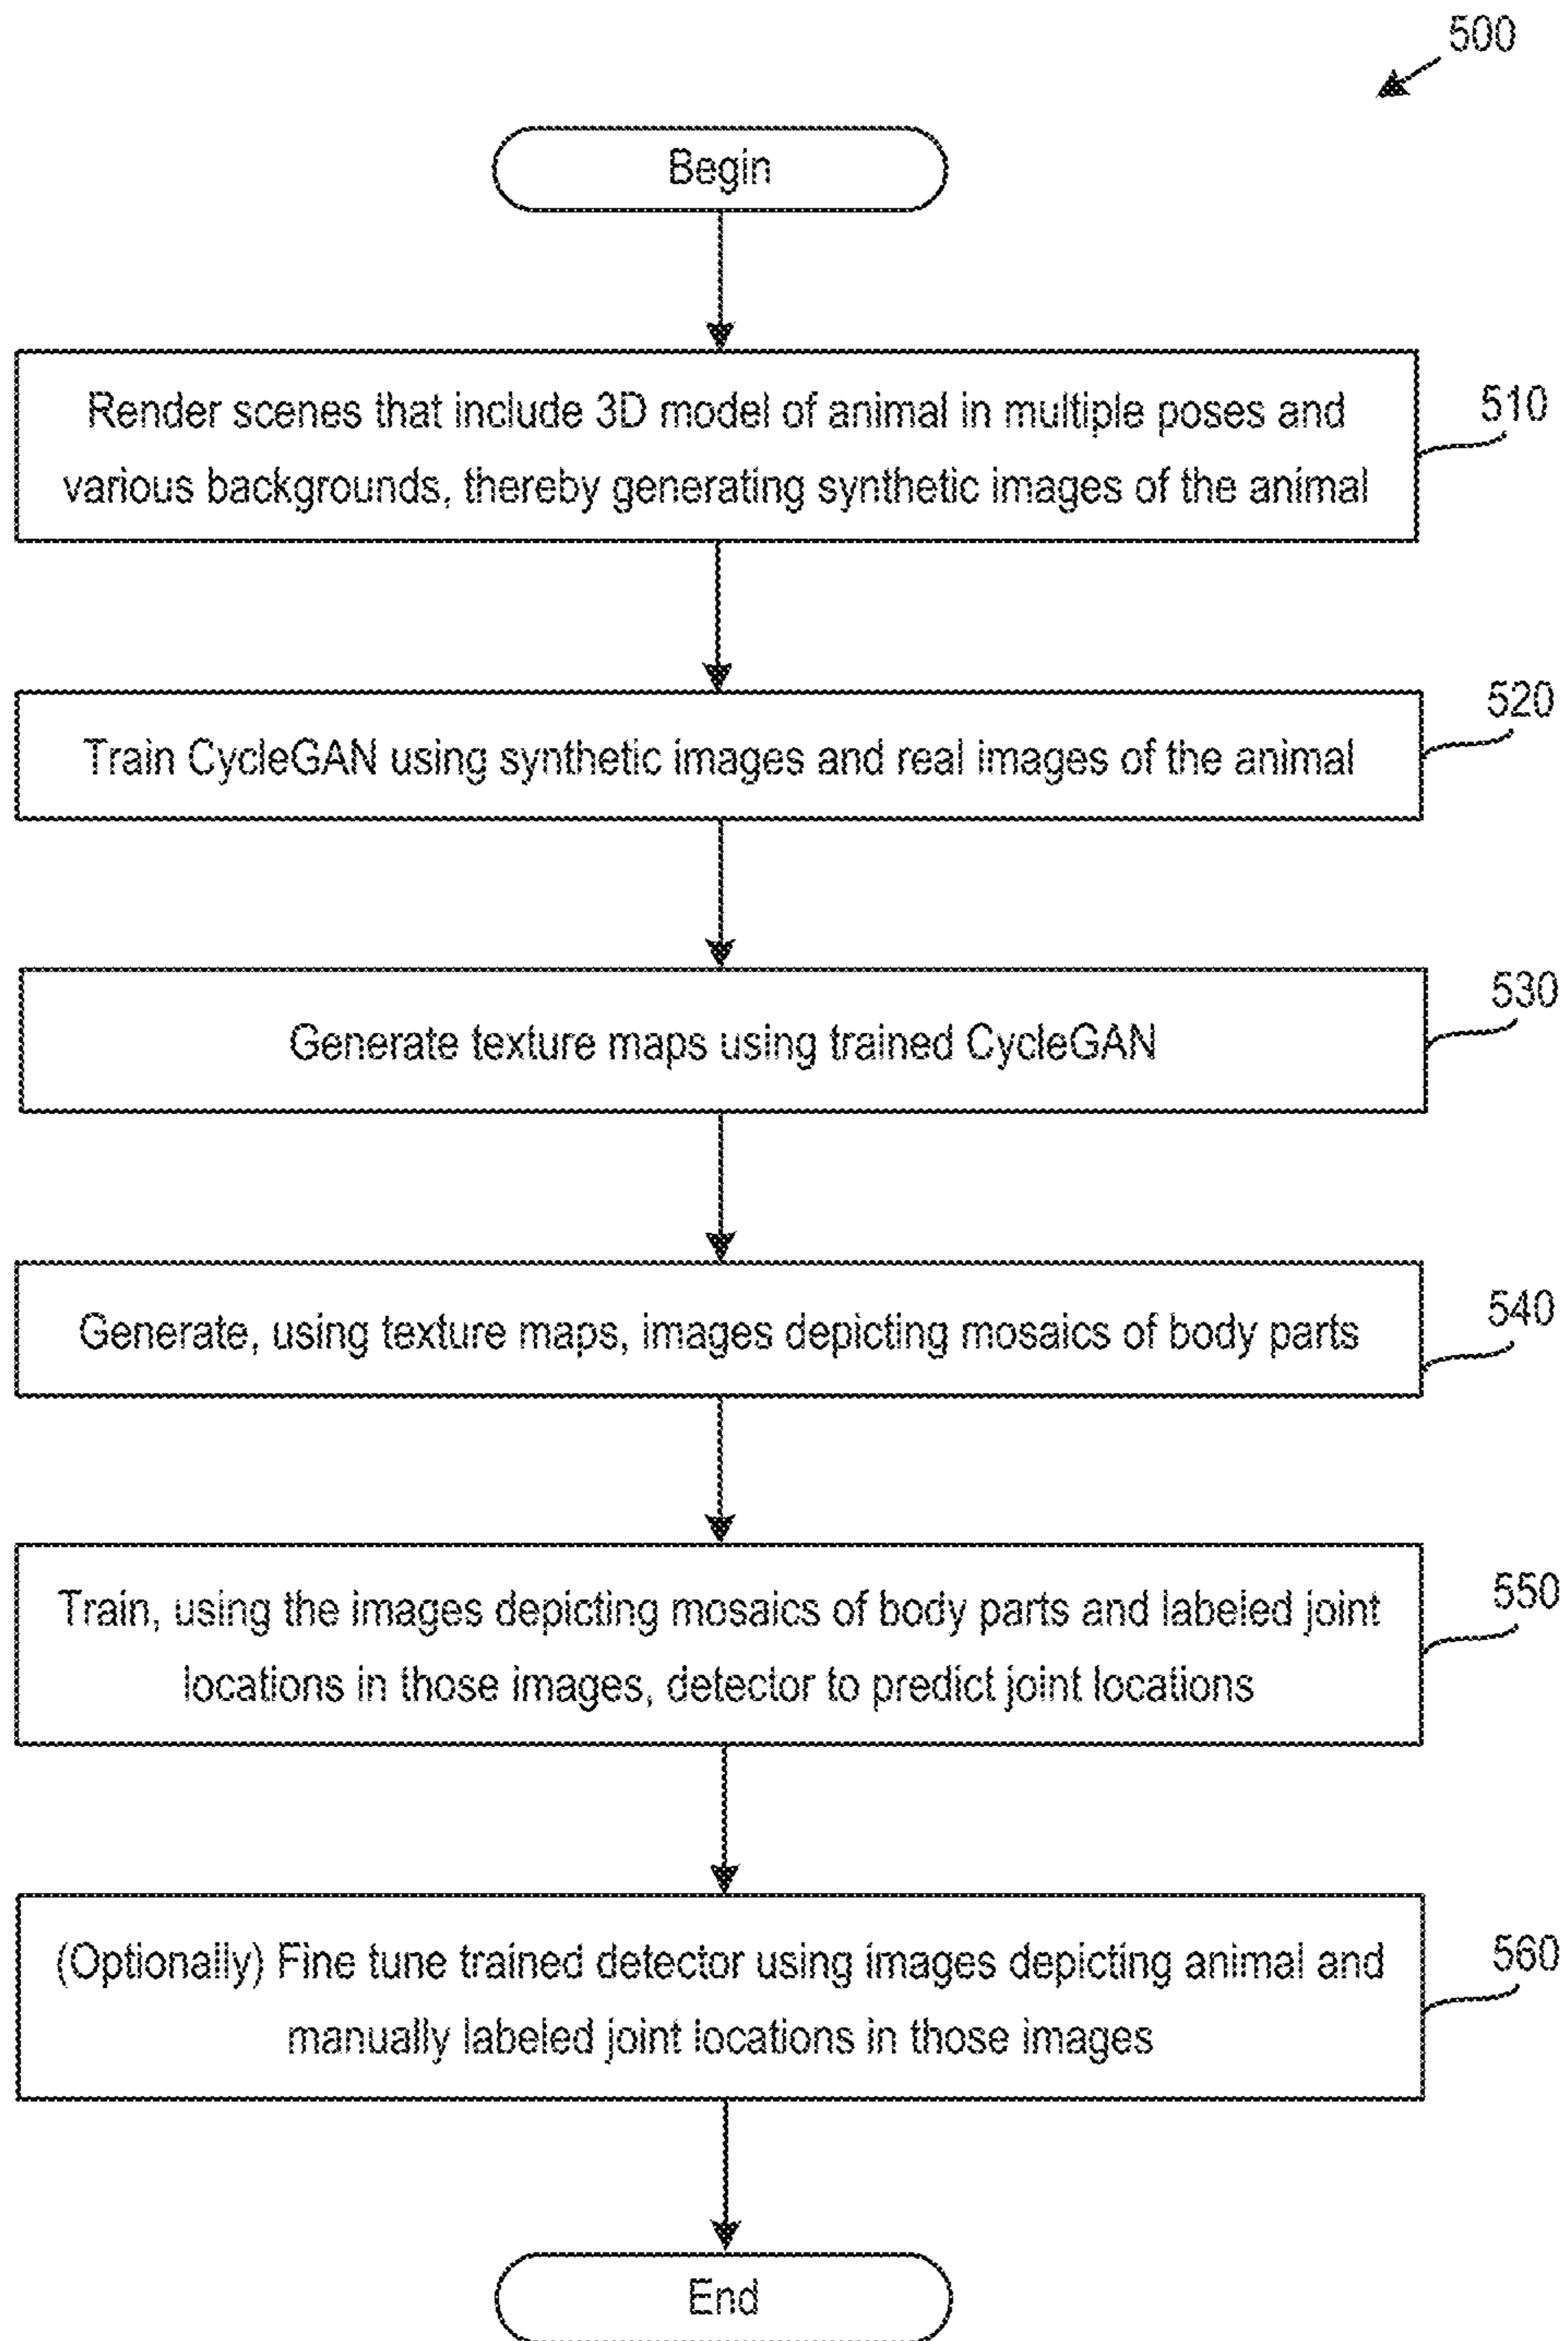 500
Begin
Render scenes that include 3D model of animal in multiple poses and
various backgrounds, thereby generating synthetic images of the animal
510
Train CycleGAN using synthetic images and real images of the animal
520
Generate texture maps using trained CycleGAN
530
Generate, using texture maps, images depicting mosaics of body parts
540
Train, using the images depicting mosaics of body parts and labeled joint
locations in those images, detector to predict joint locations
550
(Optionally) Fine tune trained detector using images depicting animal and
manually labeled joint locations in those images
560
End